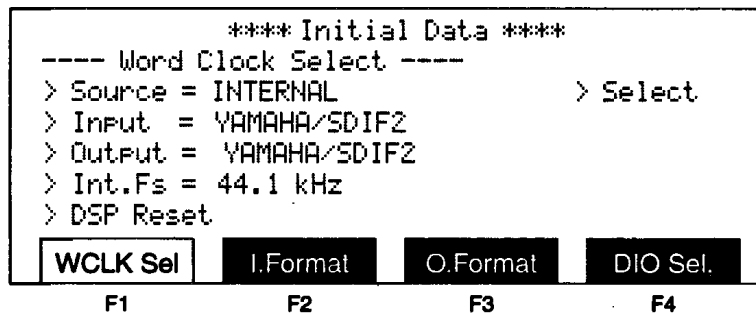 **** Initial Data ****
---- Word Clock Select ----
> Source = INTERNAL > Select
> Input = YAMAHA/SDIF2
> Output = YAMAHA/SDIF2
> Int.Fs = 44.1 kHz
> DSP Reset
WCLK Sel I.Format O.Format DIO Sel.
F1 F2 F3 F4